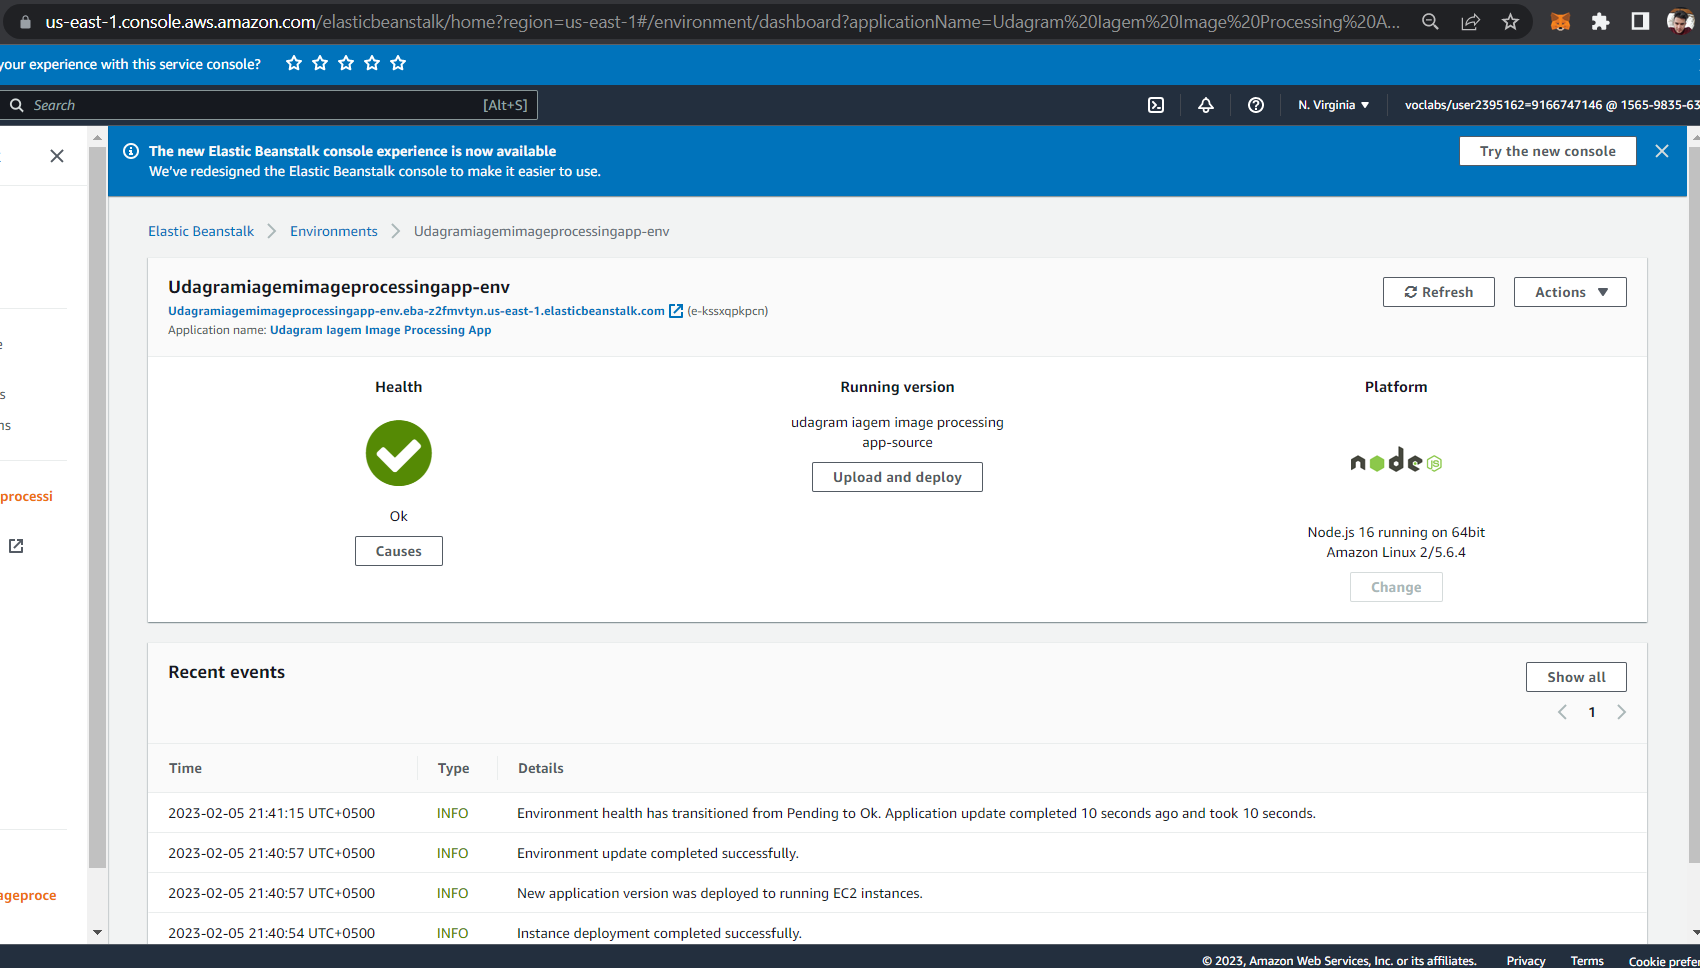 us-east-1.console.aws.amazon.com/elasticbeanstalk/home?region=us-east-1#/environment/dashboard?applicationName=Udagram%20Iagem%20Image%20Processing%20A...
your experience with this service console?
Search [Alt+S]
N. Virginia
voclabs/user2395162=9166747146 @ 1565-9835-63
The new Elastic Beanstalk console experience is now available
We've redesigned the Elastic Beanstalk console to make it easier to use.
Try the new console
Elastic Beanstalk > Environments > Udagramiagemimageprocessingapp-env
Udagramiagemimageprocessingapp-env
Udagramiagemimageprocessingapp-env.eba-z2fmvtyn.us-east-1.elasticbeanstalk.com (e-kssxqpkpcn)
Application name: Udagram Iagem Image Processing App
Refresh
Actions
e
s
ns
processi
ageproce
Health
Ok
Causes
Running version
udagram iagem image processing
app-source
Upload and deploy
Platform
node JS
Node.js 16 running on 64bit
Amazon Linux 2/5.6.4
Change
Recent events
Show all
1
Time Type Details
2023-02-05 21:41:15 UTC+0500 INFO Environment health has transitioned from Pending to Ok. Application update completed 10 seconds ago and took 10 seconds.
2023-02-05 21:40:57 UTC+0500 INFO Environment update completed successfully.
2023-02-05 21:40:57 UTC+0500 INFO New application version was deployed to running EC2 instances.
2023-02-05 21:40:54 UTC+0500 INFO Instance deployment completed successfully.
© 2023, Amazon Web Services, Inc. or its affiliates. Privacy Terms Cookie prefer